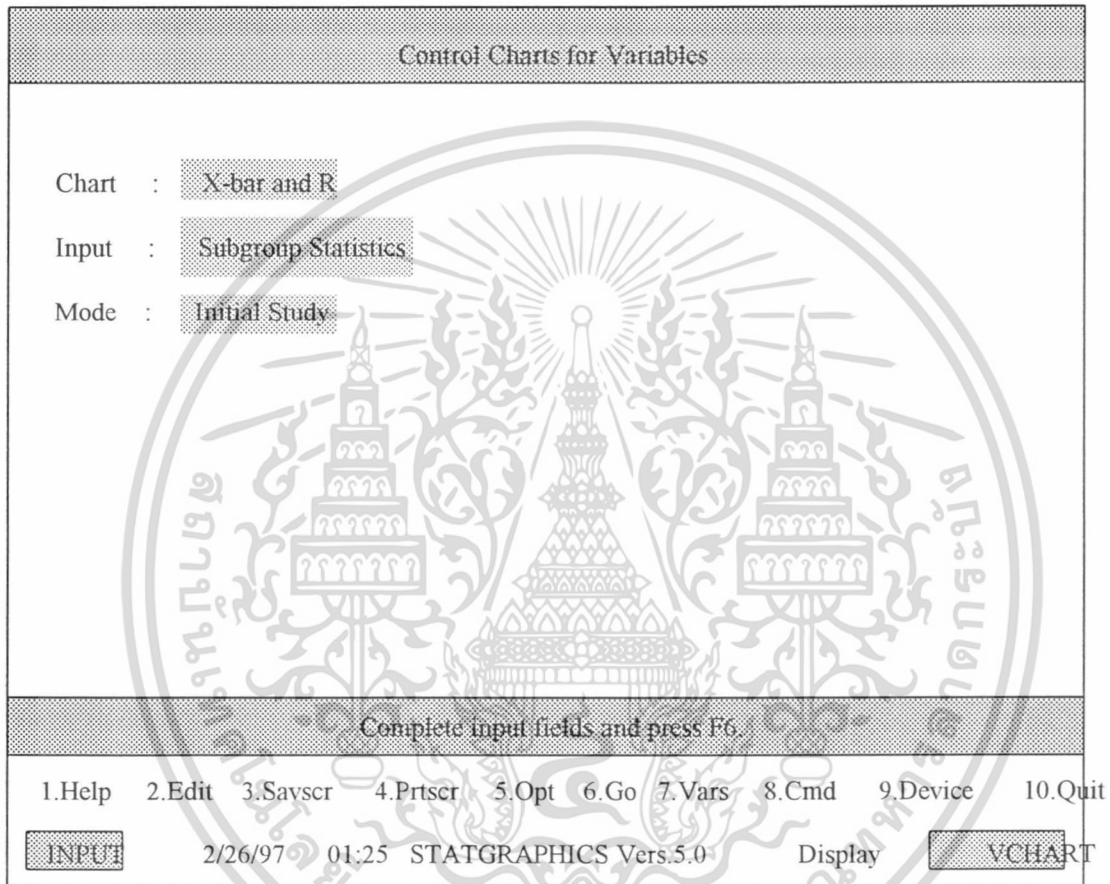 Control Charts for Variables
Chart : X-bar and R
Input : Subgroup Statistics
Mode : Initial Study
Complete input fields and press F6.
1.Help 2.Edit 3.Savscr 4.Prtscr 5.Opt 6.Go 7.Vars 8.Cmd 9.Device 10.Quit
INPUT 2/26/97 01:25 STATGRAPHICS Vers.5.0 Display VCHART